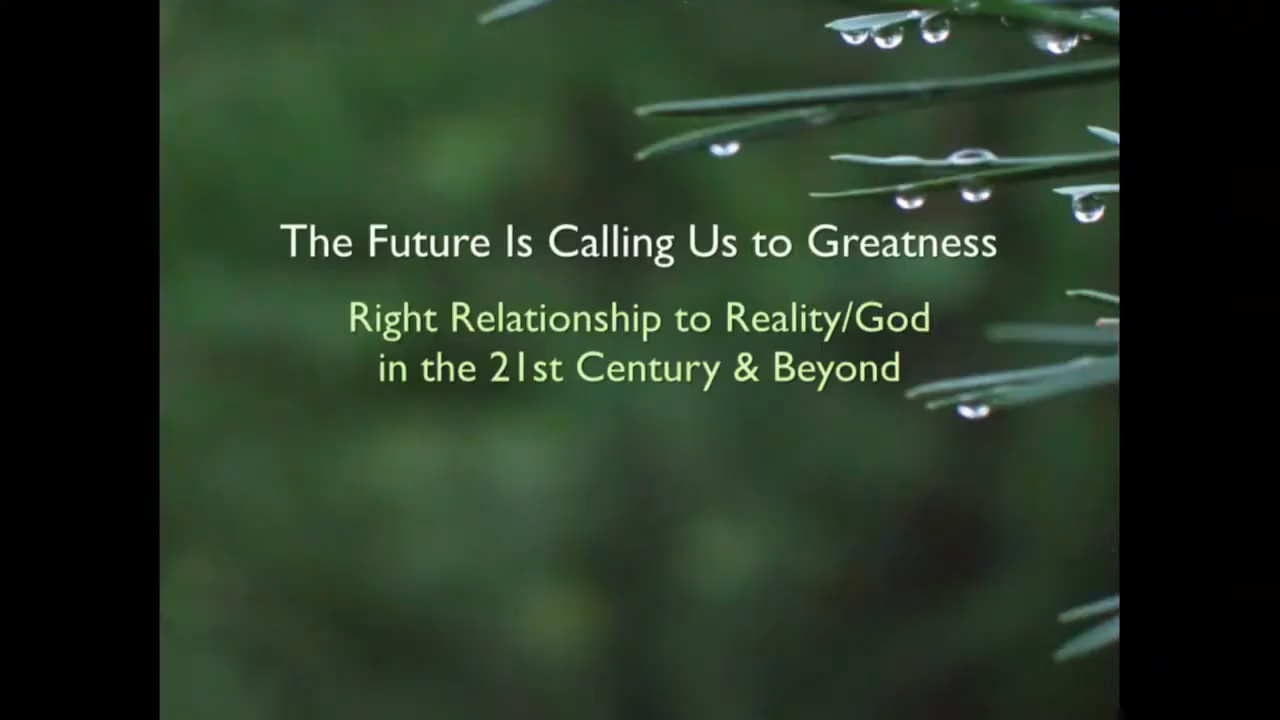 The Future Is Calling Us to Greatness
Right Relationship to Reality/God
in the 21st Century & Beyond